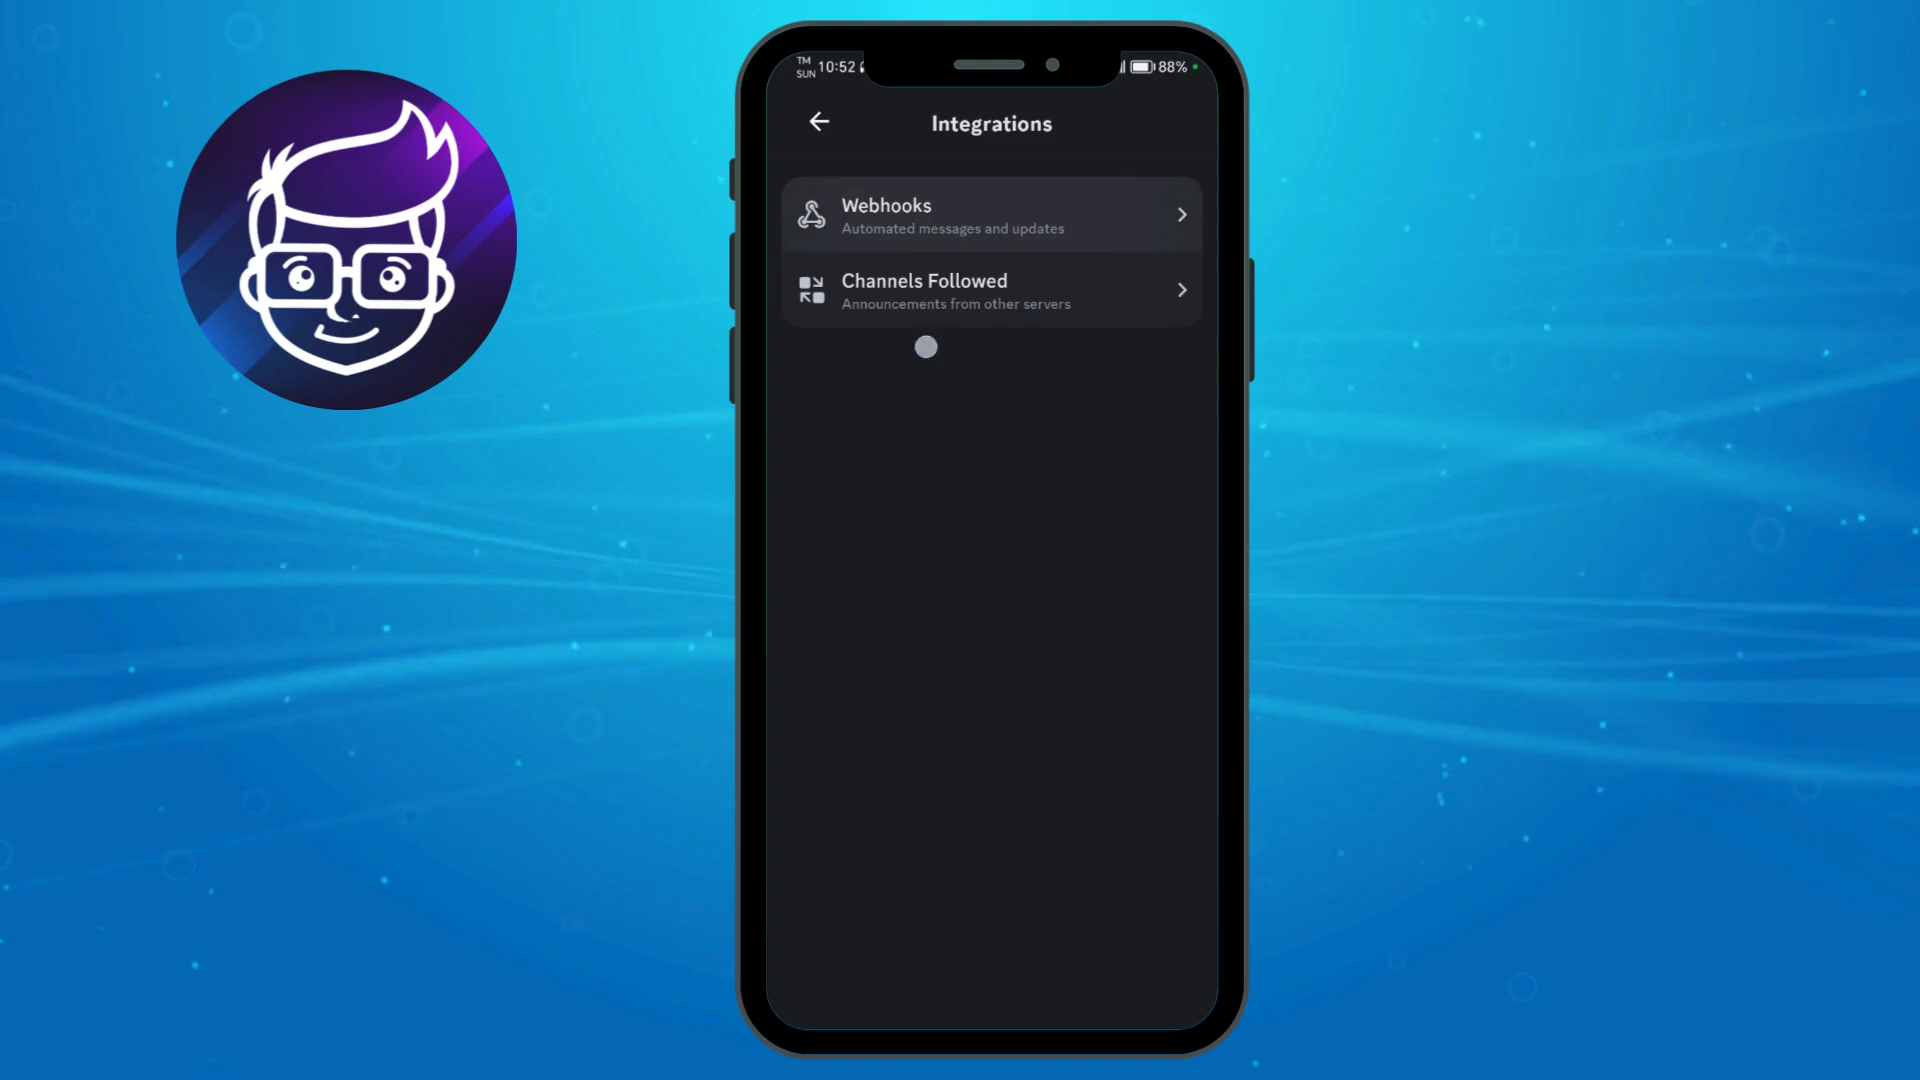 TM
SUN 10:52
88%
Integrations
Webhooks
Automated messages and updates
Channels Followed
Announcements from other servers